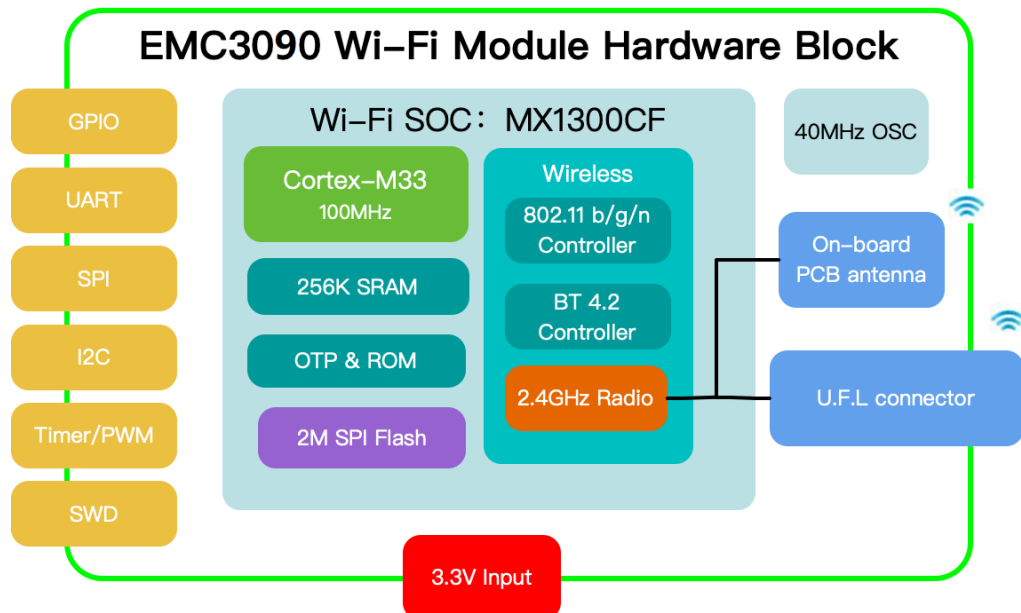 EMC3090 Wi-Fi Module Hardware Block
GPIO
UART
SPI
I2C
Timer/PWM
SWD
Wi-Fi SOC：MX1300CF
Cortex-M33
100MHz
256K SRAM
OTP & ROM
2M SPI Flash
Wireless
802.11 b/g/n
Controller
BT 4.2
Controller
2.4GHz Radio
40MHz OSC
On-board
PCB antenna
U.F.L connector
3.3V Input